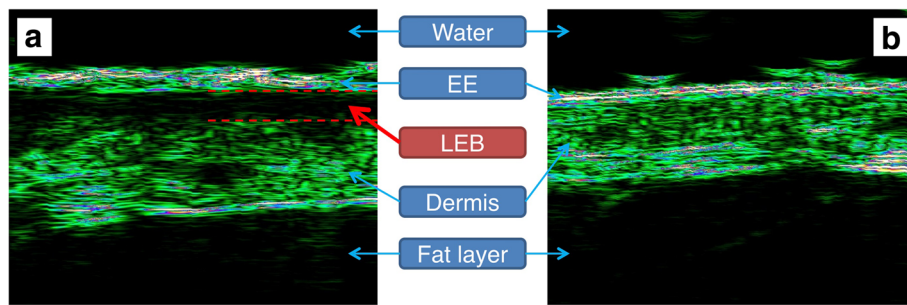 a
Water
b
EE
LEB
Dermis
Fat layer